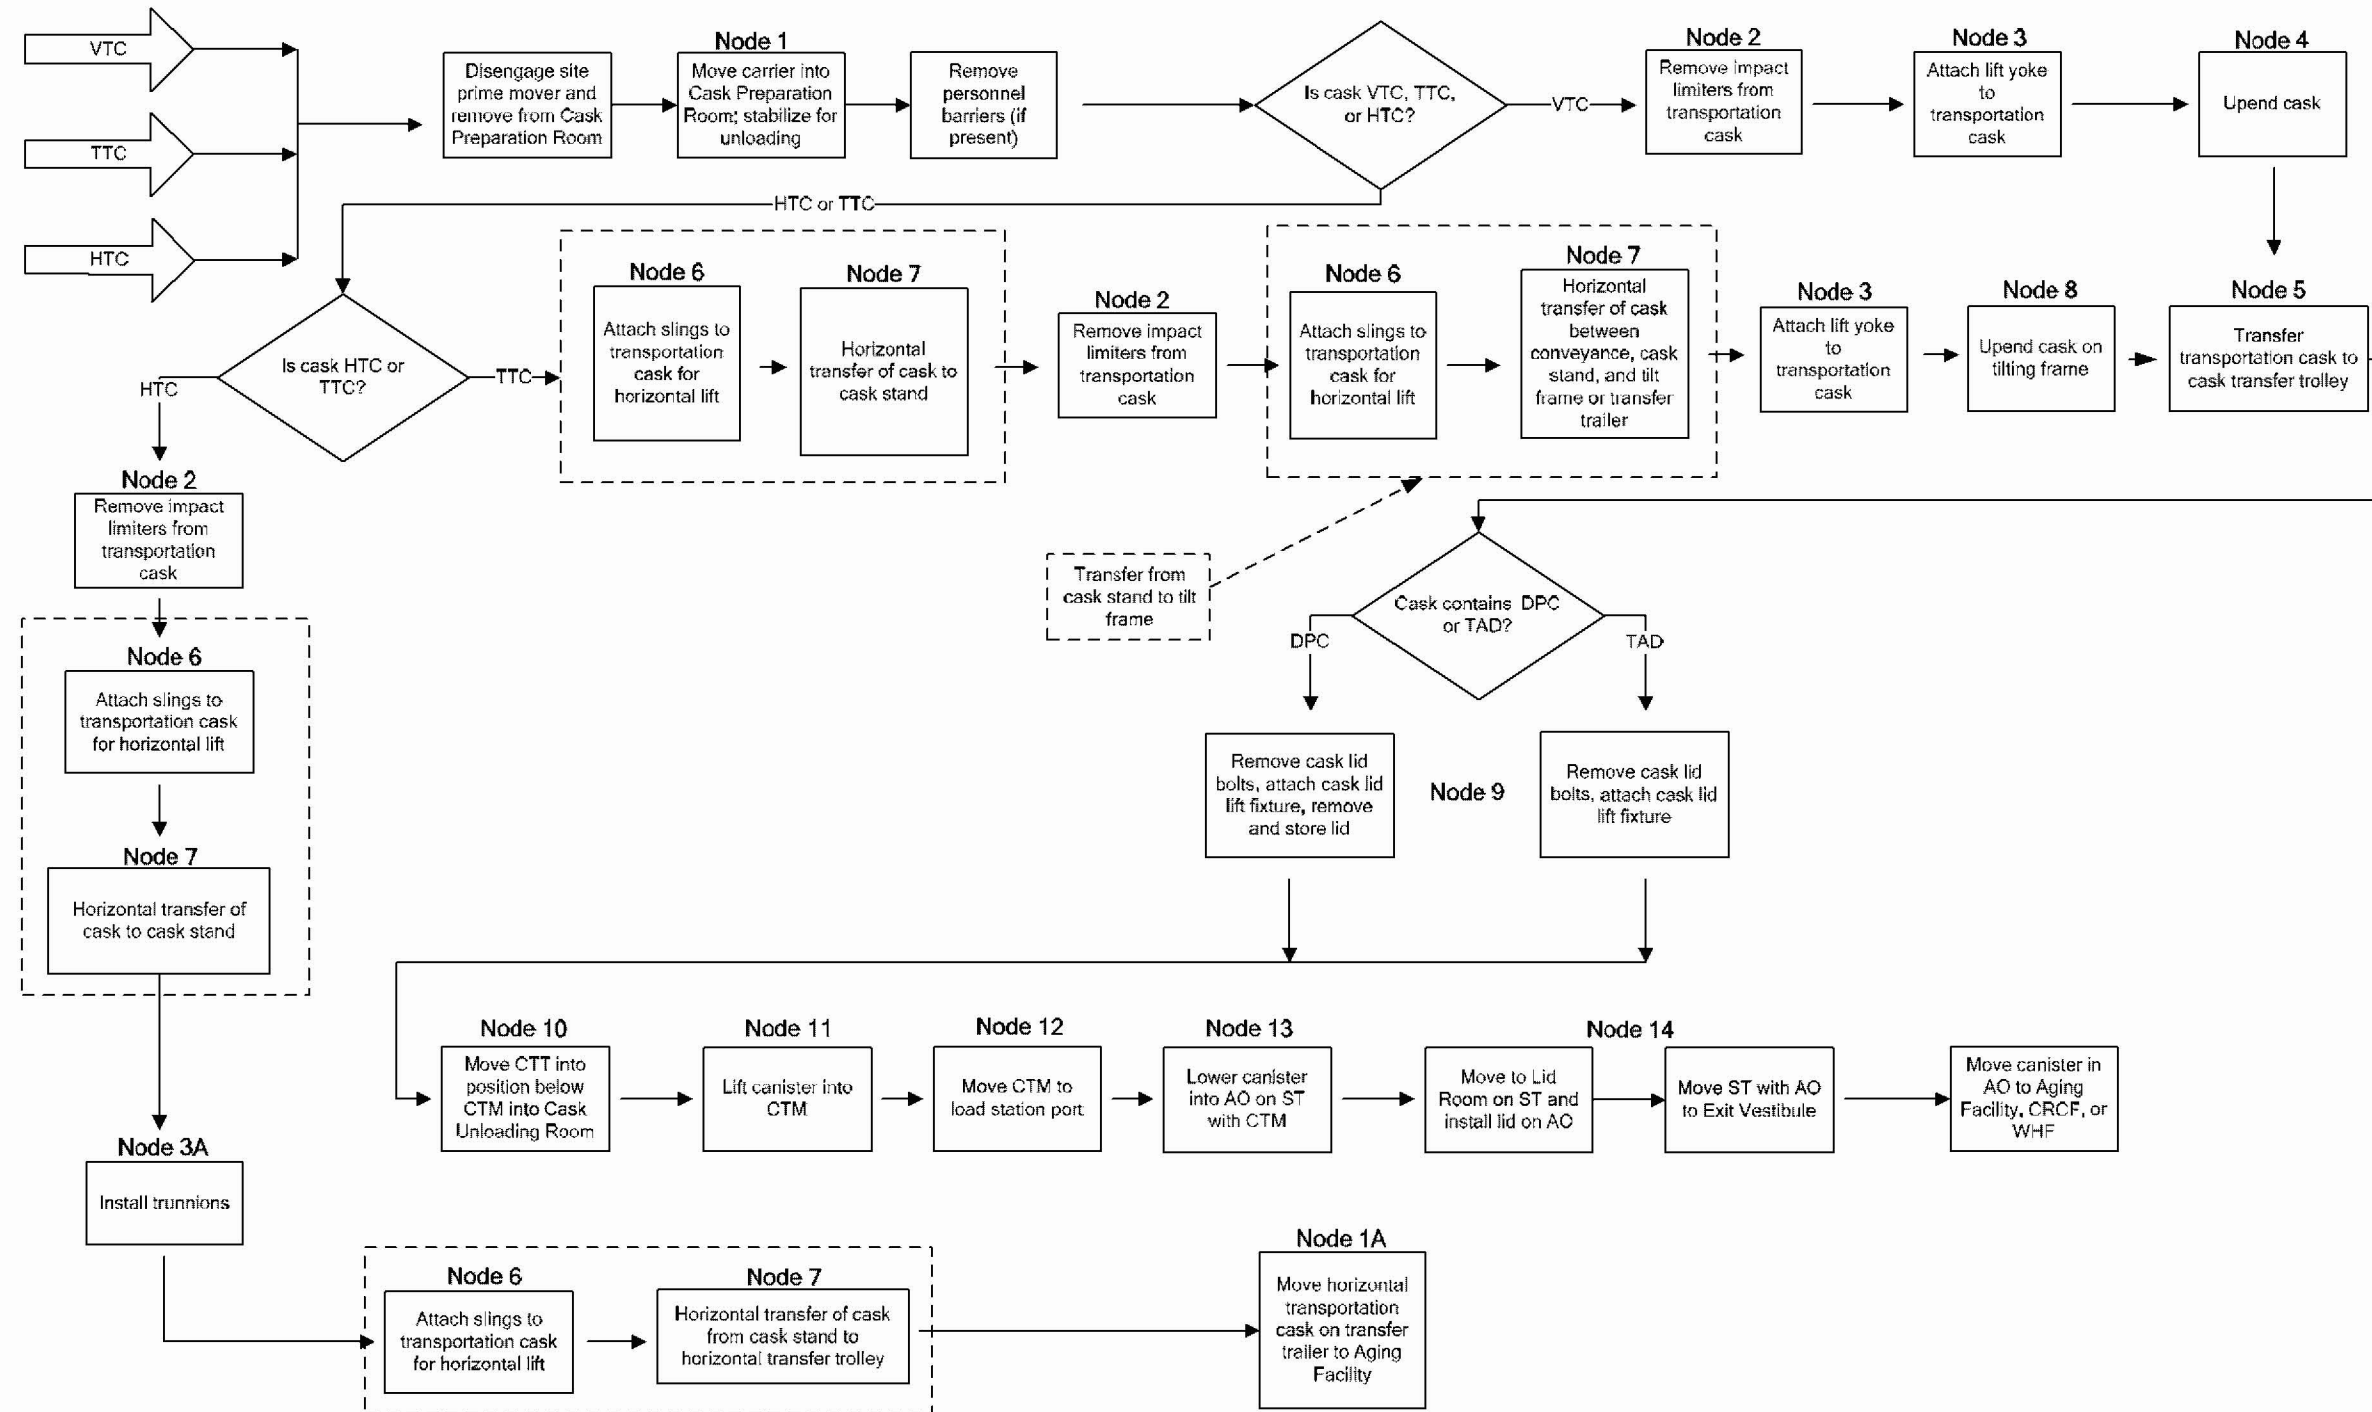 VTC
TTC
HTC
Disengage site
prime mover and
remove from Cask
Preparation Room
Node 1
Move carrier into
Cask Preparation
Room; stabilize for
unloading
Remove
personnel
barriers (if
present)
Is cask VTC, TTC,
or HTC?
VTC
Node 2
Remove impact
limiters from
transportation
cask
Node 3
Attach lift yoke
to
transportation
cask
Node 4
Upend cask
HTC or TTC
Is cask HTC or
TTC?
HTC
TTC
Node 6
Attach slings to
transportation
cask for
horizontal lift
Node 7
Horizontal
transfer of cask to
cask stand
Node 2
Remove impact
limiters from
transportation
cask
Node 6
Attach slings to
transportation
cask for
horizontal lift
Node 7
Horizontal
transfer of cask
between
conveyance, cask
stand, and tilt
frame or transfer
trailer
Node 3
Attach lift yoke
to
transportation
cask
Node 8
Upend cask on
tilting frame
Node 5
Transfer
transportation cask to
cask transfer trolley
Node 2
Remove impact
limiters from
transportation
cask
Transfer from
cask stand to tilt
frame
Cask contains DPC
or TAD?
DPC
TAD
Node 6
Attach slings to
transportation cask
for horizontal lift
Node 7
Horizontal transfer of
cask to cask stand
Remove cask lid
bolts, attach cask lid
lift fixture, remove
and store lid
Node 9
Remove cask lid
bolts, attach cask lid
lift fixture
Node 10
Move CTT into
position below
CTM into Cask
Unloading Room
Node 11
Lift canister into
CTM
Node 12
Move CTM to
load station port
Node 13
Lower canister
into AO on ST
with CTM
Node 14
Move to Lid
Room on ST and
install lid on AO
Move ST with AO
to Exit Vestibule
Move canister in
AO to Aging
Facility, CRCF, or
WHF
Node 3A
Install trunnions
Node 6
Attach slings to
transportation cask
for horizontal lift
Node 7
Horizontal transfer of cask
from cask stand to
horizontal transfer trolley
Node 1A
Move horizontal
transportation
cask on transfer
trailer to Aging
Facility